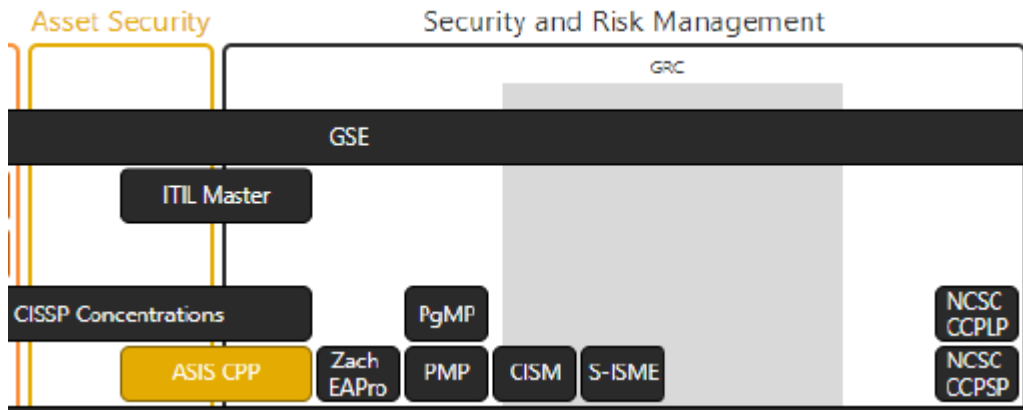 Asset Security
Security and Risk Management
GRC
GSE
ITIL Master
CISSP Concentrations
PgMP
NCSC
CCPLP
ASIS CPP
Zach
EAPro
PMP
CISM
S-ISME
NCSC
CCPSP